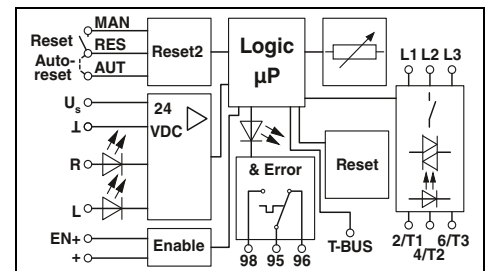 MAN
Reset
RES
Auto-
reset
AUT
Reset2
Logic
µP
L1 L2 L3
Us
⊥
24
VDC
R
L
& Error
Reset
EN+
+
Enable
98 95 96
T-BUS
2/T1 6/T3
4/T2